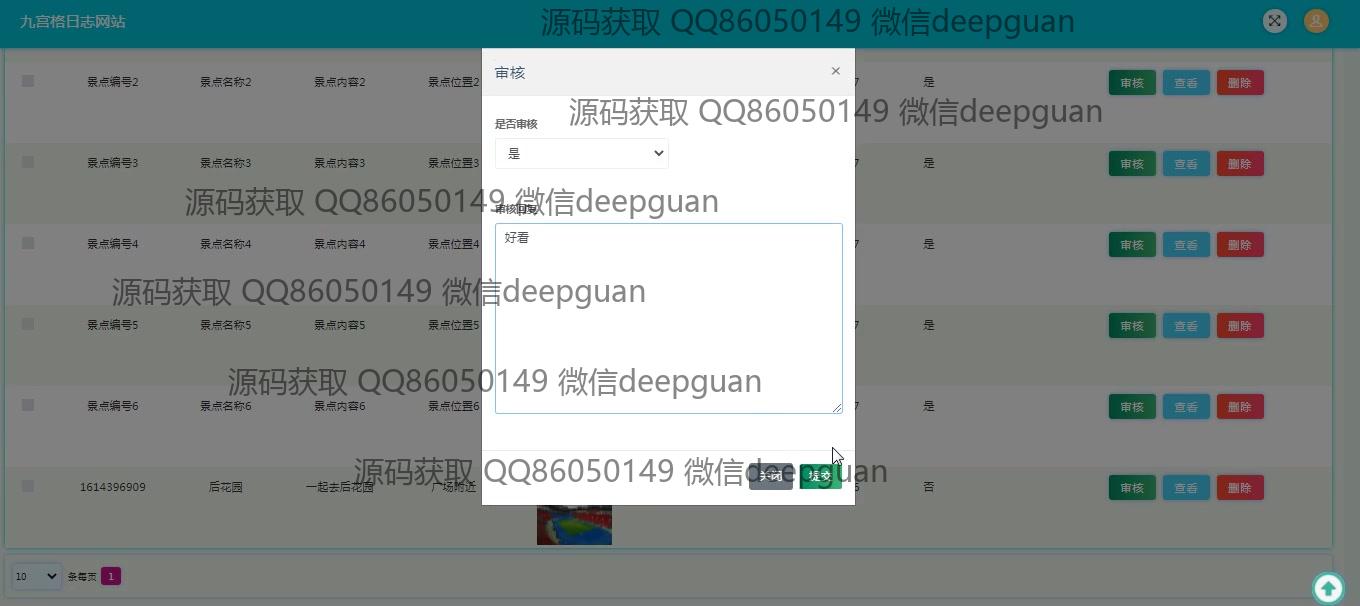 九宫格日志网站
源码获取 QQ86050149 微信deepguan
审核 ×
景点编号2 景点名称2 景点内容2 景点位置2 7 是 审核 查看 删除
源码获取 QQ86050149 微信deepguan
是否审核
是
景点编号3 景点名称3 景点内容3 景点位置3 7 是 审核 查看 删除
源码获取 QQ86050149 微信deepguan
审核回复
好看
景点编号4 景点名称4 景点内容4 景点位置4 7 是 审核 查看 删除
源码获取 QQ86050149 微信deepguan
景点编号5 景点名称5 景点内容5 景点位置5 7 是 审核 查看 删除
源码获取 QQ86050149 微信deepguan
景点编号6 景点名称6 景点内容6 景点位置6 7 是 审核 查看 删除
源码获取 QQ86050149 微信deepguan
关闭 提交
1614396909 后花园 一起去后花园 广场附近 否 审核 查看 删除
10 条每页 1